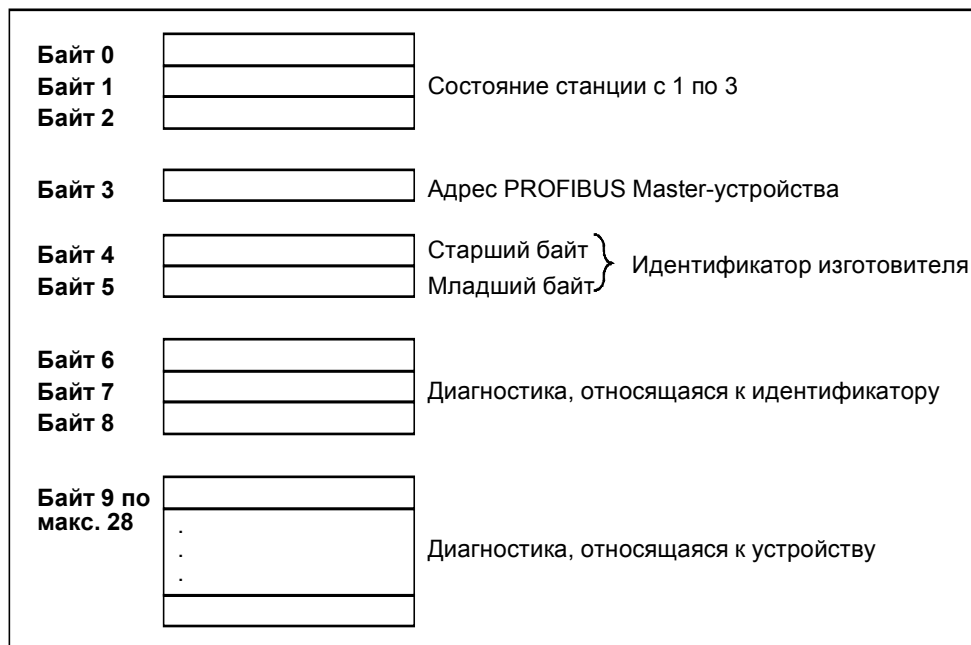 Байт 0
Байт 1
Байт 2
Состояние станции с 1 по 3
Байт 3
Адрес PROFIBUS Master-устройства
Байт 4
Байт 5
Старший байт
Младший байт
Идентификатор изготовителя
Байт 6
Байт 7
Байт 8
Диагностика, относящаяся к идентификатору
Байт 9 по
макс. 28
.
.
.
Диагностика, относящаяся к устройству